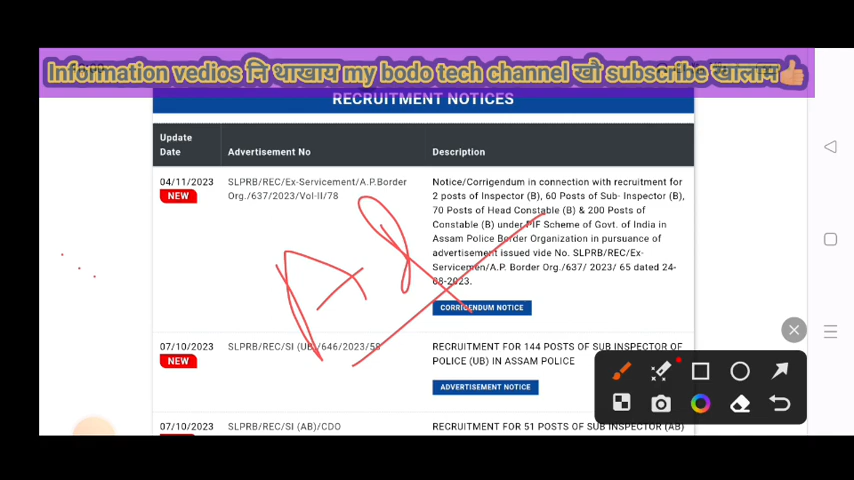 Information vedios नि थाखाय my bodo tech channel खौ subscribe खालाम👍
RECRUITMENT NOTICES
Update Date
Advertisement No
Description
04/11/2023
NEW
SLPRB/REC/Ex-Servicement/A.P.Border
Org./637/2023/Vol-II/78
Notice/Corrigendum in connection with recruitment for
2 posts of Inspector (B), 60 Posts of Sub- Inspector (B),
70 Posts of Head Constable (B) & 200 Posts of
Constable (B) under PIF Scheme of Govt. of India in
Assam Police Border Organization in pursuance of
advertisement issued vide No. SLPRB/REC/Ex-
Servicemen/A.P. Border Org./637/ 2023/ 65 dated 24-
08-2023.
CORRIGENDUM NOTICE
07/10/2023
NEW
SLPRB/REC/SI (UB)/646/2023/58
RECRUITMENT FOR 144 POSTS OF SUB INSPECTOR OF
POLICE (UB) IN ASSAM POLICE
ADVERTISEMENT NOTICE
07/10/2023
SLPRB/REC/SI (AB)/CDO
RECRUITMENT FOR 51 POSTS OF SUB INSPECTOR (AB)